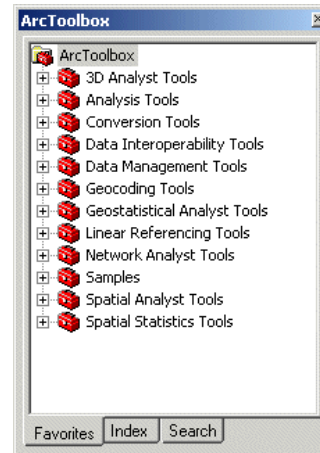 ArcToolbox
ArcToolbox
3D Analyst Tools
Analysis Tools
Conversion Tools
Data Interoperability Tools
Data Management Tools
Geocoding Tools
Geostatistical Analyst Tools
Linear Referencing Tools
Network Analyst Tools
Samples
Spatial Analyst Tools
Spatial Statistics Tools
Favorites Index Search